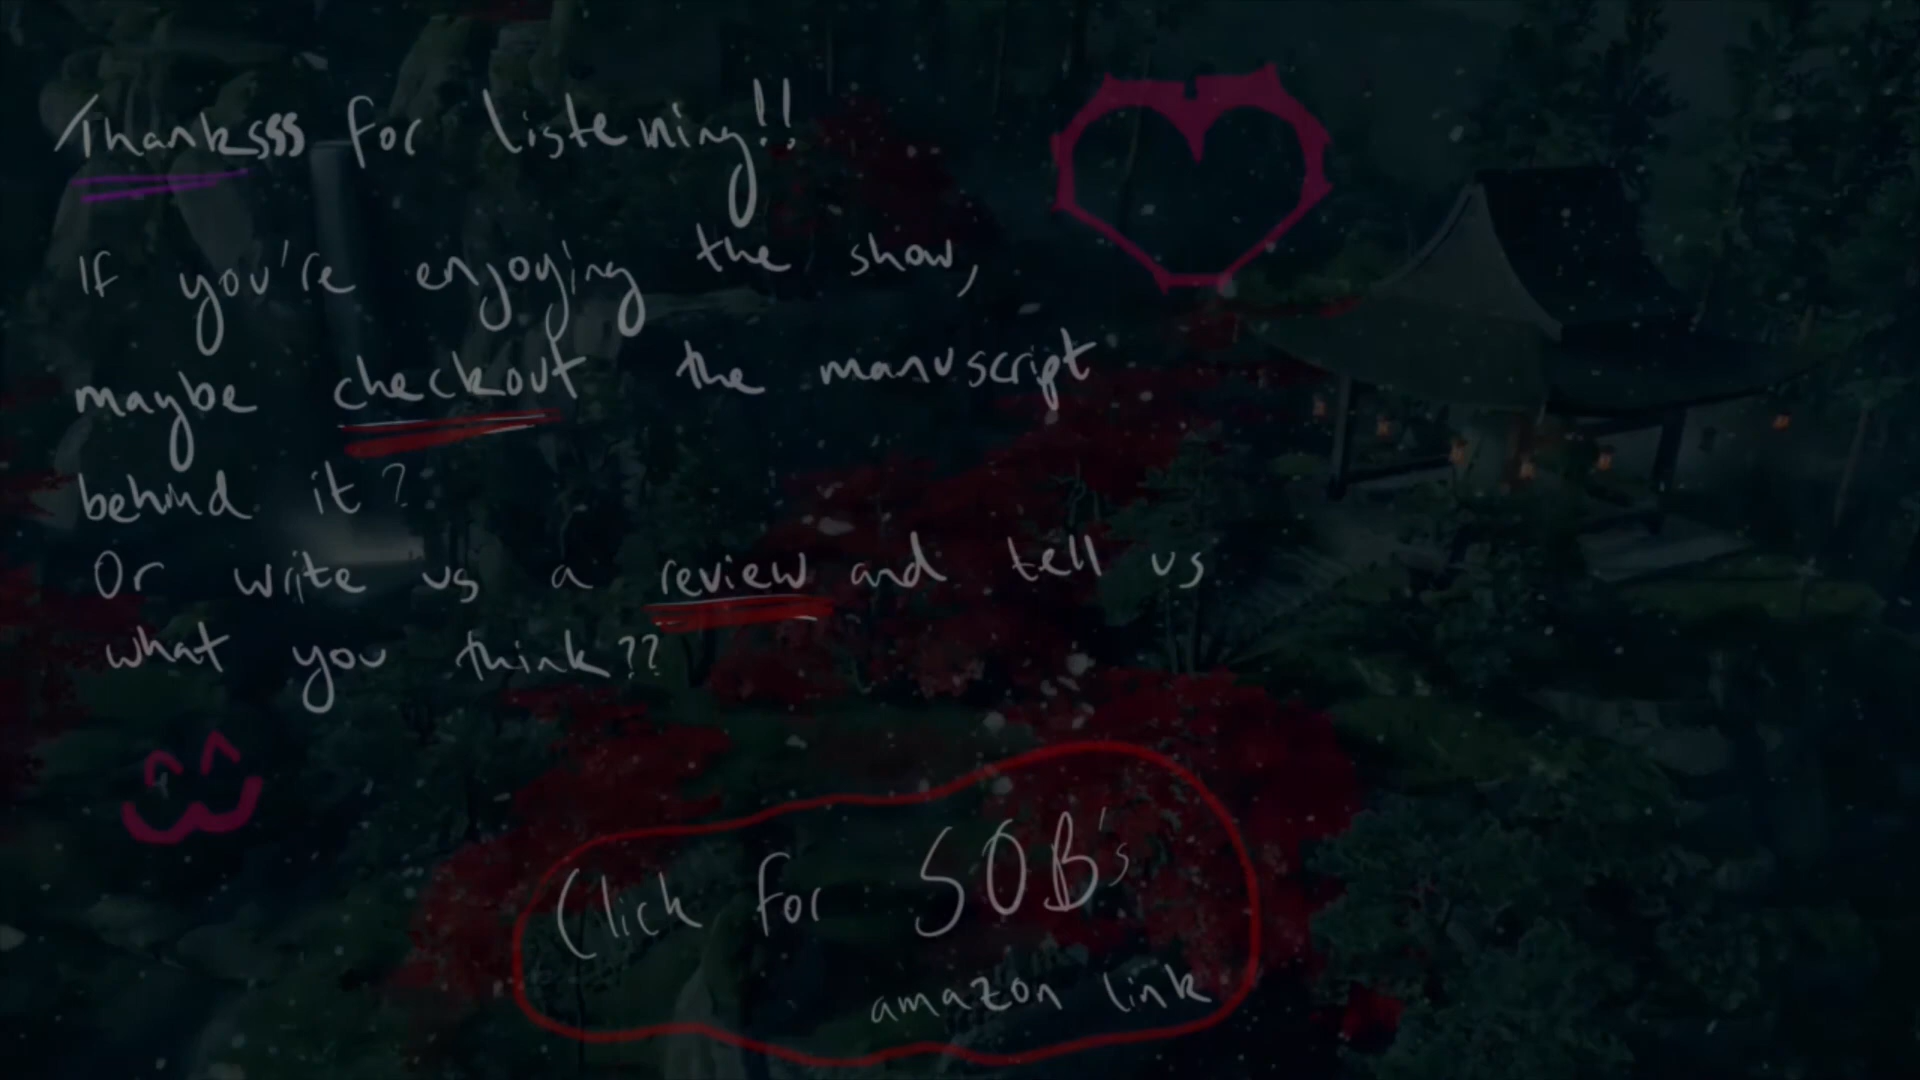 Thanksss for listening!!
If you're enjoying the show,
maybe checkout the manuscript
behind it?
Or write us a review and tell us
what you think??
Click for SOB's
amazon link